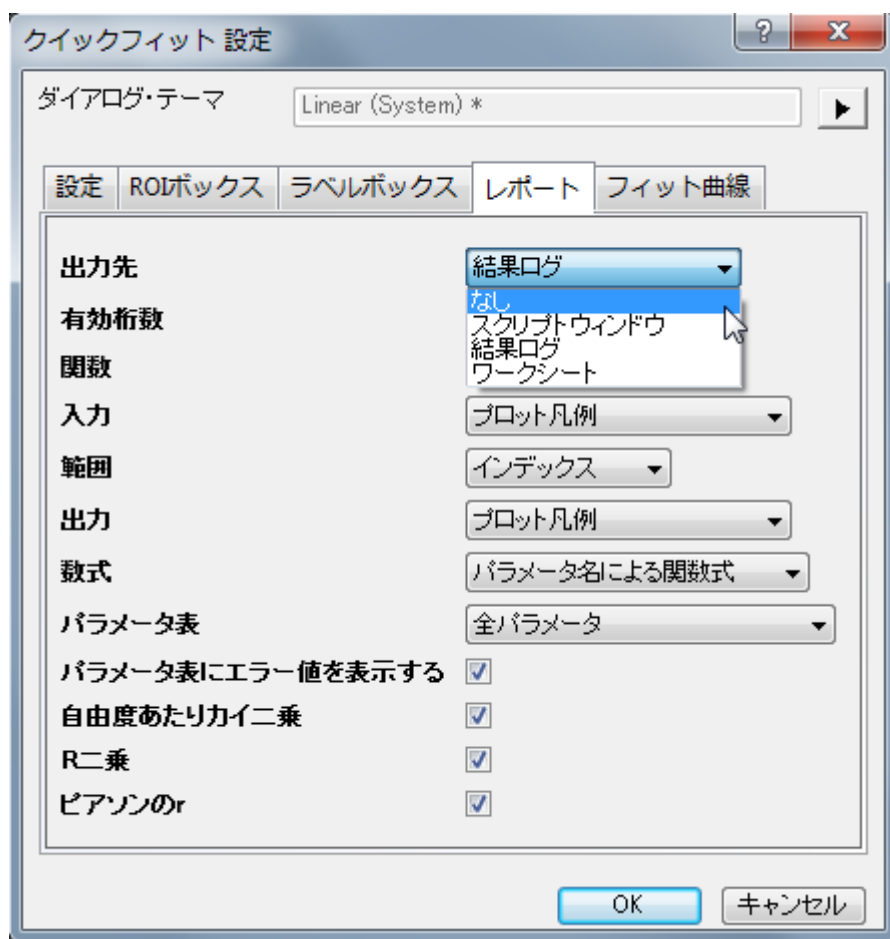 クイックフィット 設定
ダイアログ・テーマ Linear (System) *
設定 ROIボックス ラベルボックス レポート フィット曲線
出力先 結果ログ
なし
有効桁数 スクリプトウィンドウ
結果ログ
関数 ワークシート
入力 プロット凡例
範囲 インデックス
出力 プロット凡例
数式 パラメータ名による関数式
パラメータ表 全パラメータ
パラメータ表にエラー値を表示する
自由度あたりカイ二乗
R二乗
ピアソンのr
OK キャンセル